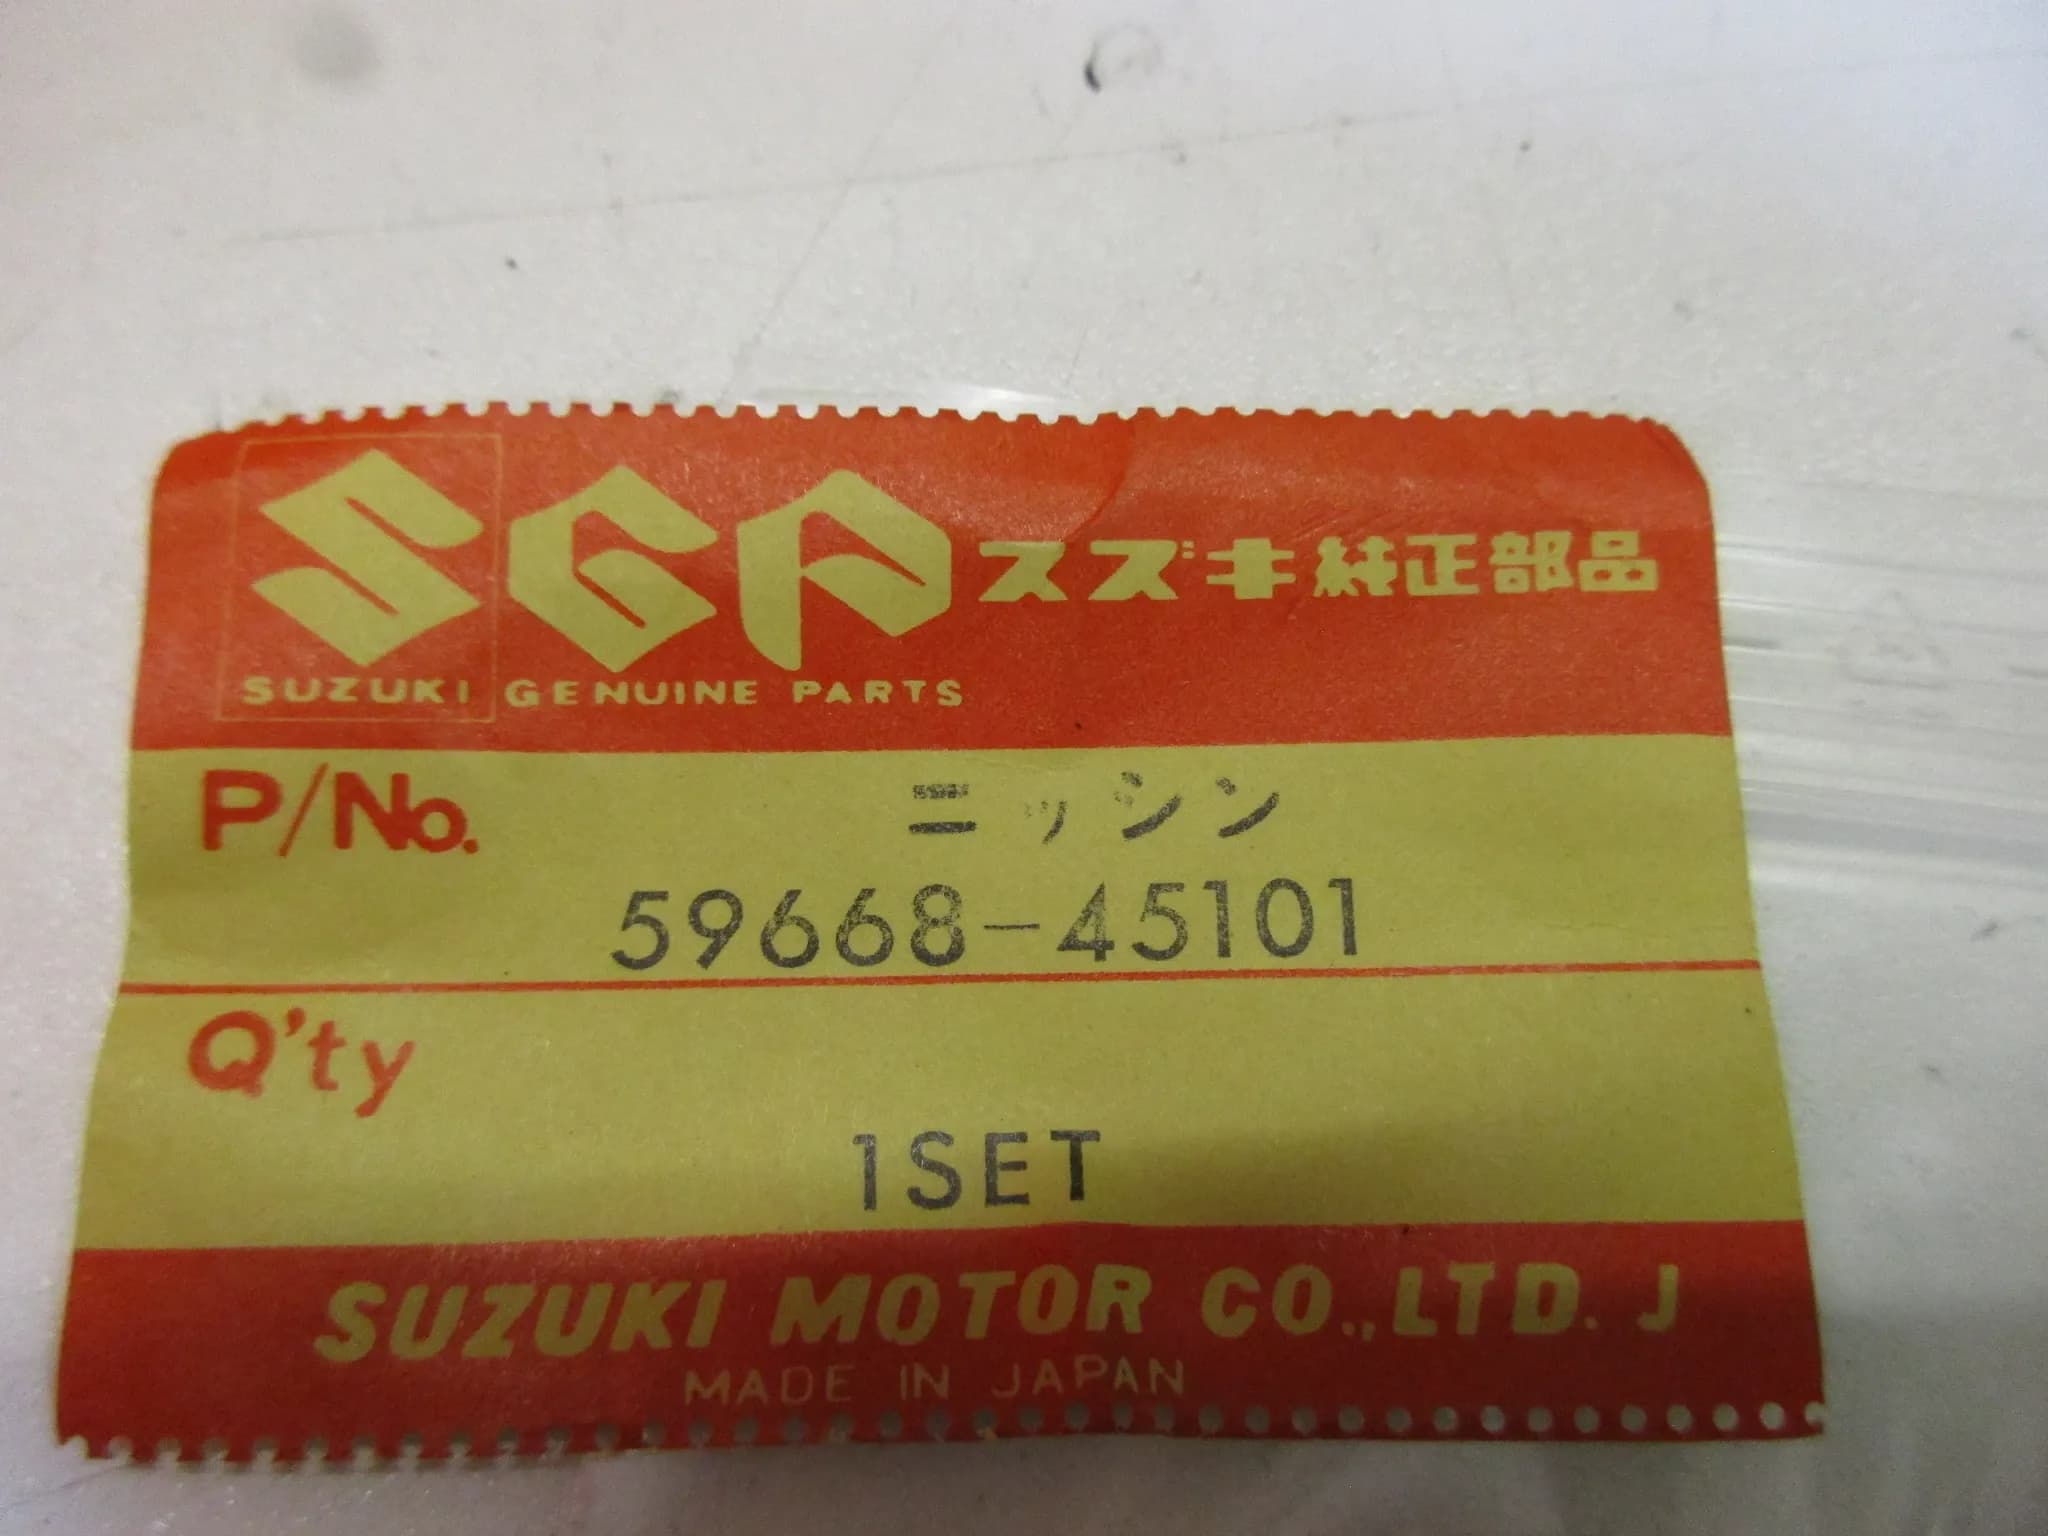 SGP スズキ純正部品
SUZUKI GENUINE PARTS
P/No. ニッシン
59668-45101
Q'ty
1SET
SUZUKI MOTOR CO.,LTD. J
MADE IN JAPAN